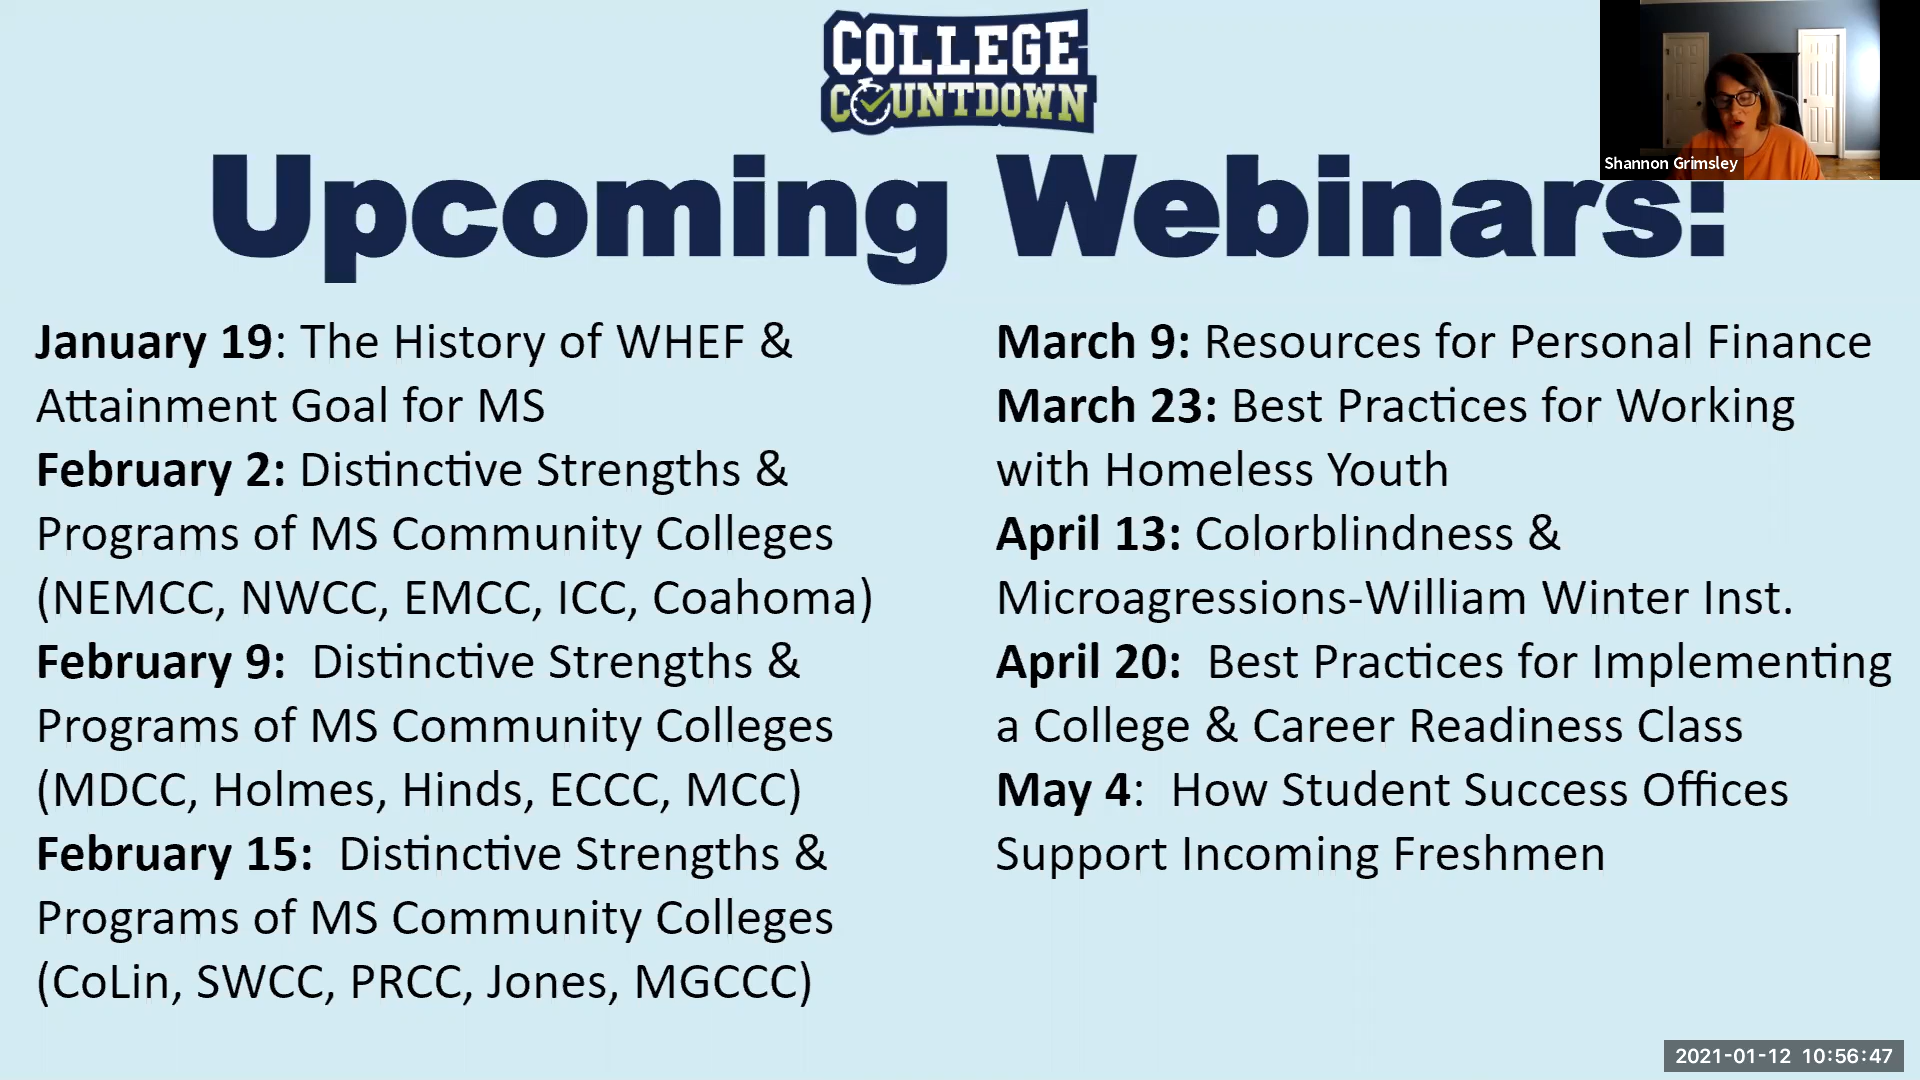 COLLEGE
COUNTDOWN
Shannon Grimsley
Upcoming Webinars:
January 19: The History of WHEF &
Attainment Goal for MS
February 2: Distinctive Strengths &
Programs of MS Community Colleges
(NEMCC, NWCC, EMCC, ICC, Coahoma)
February 9: Distinctive Strengths &
Programs of MS Community Colleges
(MDCC, Holmes, Hinds, ECCC, MCC)
February 15: Distinctive Strengths &
Programs of MS Community Colleges
(CoLin, SWCC, PRCC, Jones, MGCCC)
March 9: Resources for Personal Finance
March 23: Best Practices for Working
with Homeless Youth
April 13: Colorblindness &
Microagressions-William Winter Inst.
April 20: Best Practices for Implementing
a College & Career Readiness Class
May 4: How Student Success Offices
Support Incoming Freshmen
2021-01-12 10:56:47